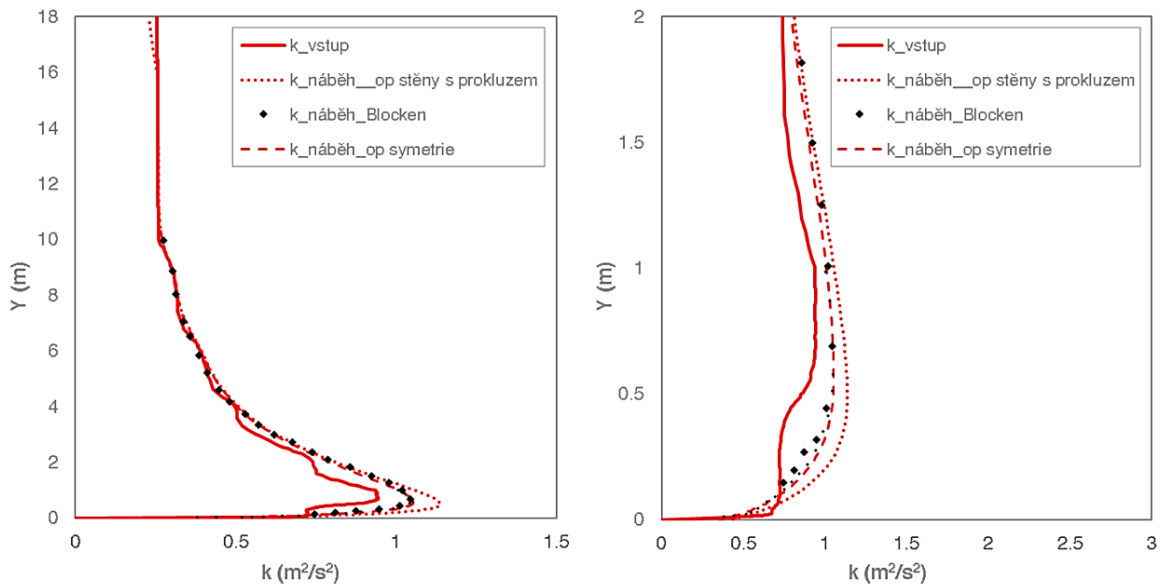 18
16
14
12
10
8
6
4
2
0
Y (m)
k_vstup
k_náběh__op stěny s prokluzem
k_náběh_Blocken
k_náběh_op symetrie
0
0.5
1
1.5
k (m²/s²)
2
1.5
1
0.5
0
Y (m)
k_vstup
k_náběh__op stěny s prokluzem
k_náběh_Blocken
k_náběh_op symetrie
0
0.5
1
1.5
2
2.5
3
k (m²/s²)